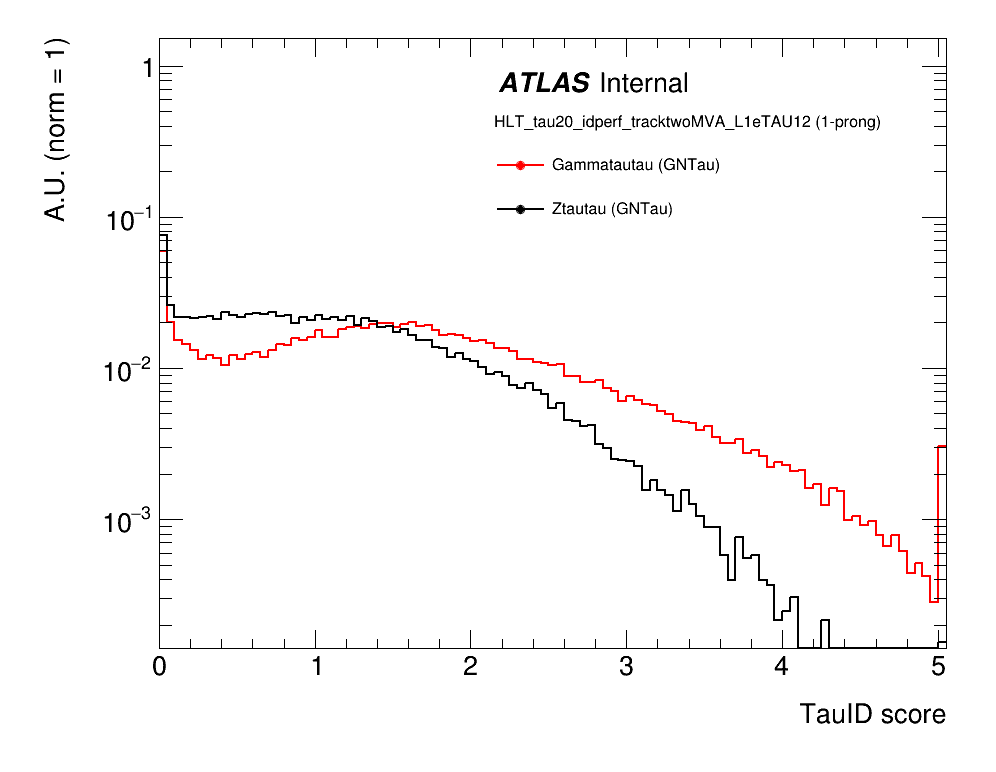 A.U. (norm = 1)
ATLAS Internal
HLT_tau20_idperf_tracktwoMVA_L1eTAU12 (1-prong)
Gammatautau (GNTau)
Ztautau (GNTau)
1
10−1
10−2
10−3
0 1 2 3 4 5
TauID score